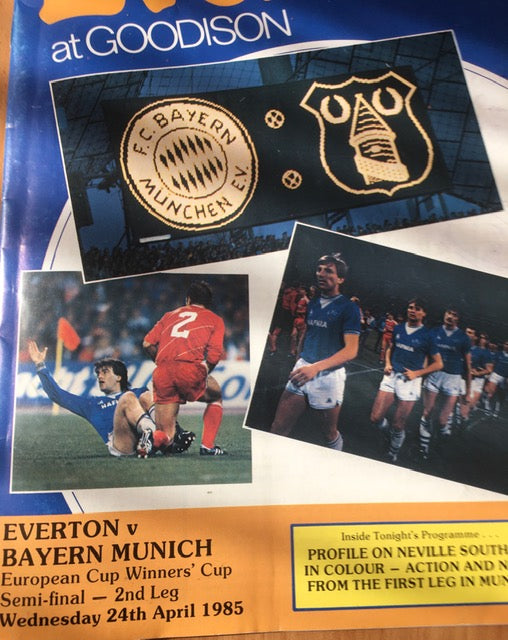 at GOODISON
F.C. BAYERN
MÜNCHEN E.V.
2
HAFNIA
EVERTON v
BAYERN MUNICH
European Cup Winners' Cup
Semi-final — 2nd Leg
Wednesday 24th April 1985
Inside Tonight's Programme . . .
PROFILE ON NEVILLE SOUTH
IN COLOUR — ACTION AND N
FROM THE FIRST LEG IN MUN